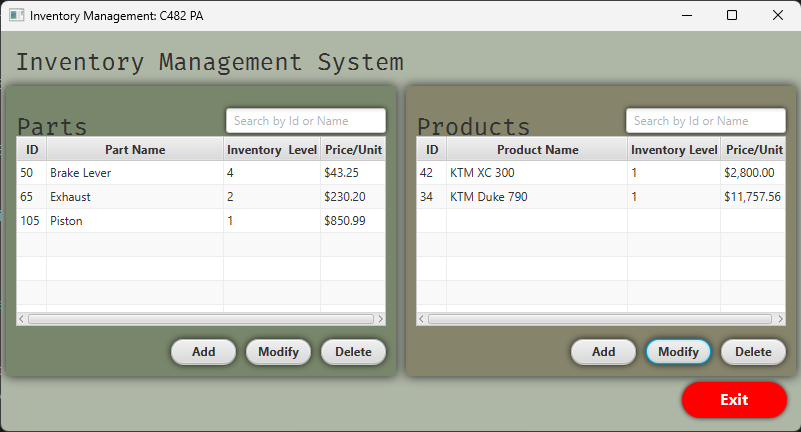 Inventory Management: C482 PA
Inventory Management System
Parts
Search by Id or Name
ID Part Name Inventory Level Price/Unit
50 Brake Lever 4 $43.25
65 Exhaust 2 $230.20
105 Piston 1 $850.99
Add Modify Delete
Products
Search by Id or Name
ID Product Name Inventory Level Price/Unit
42 KTM XC 300 1 $2,800.00
34 KTM Duke 790 1 $11,757.56
Add Modify Delete
Exit